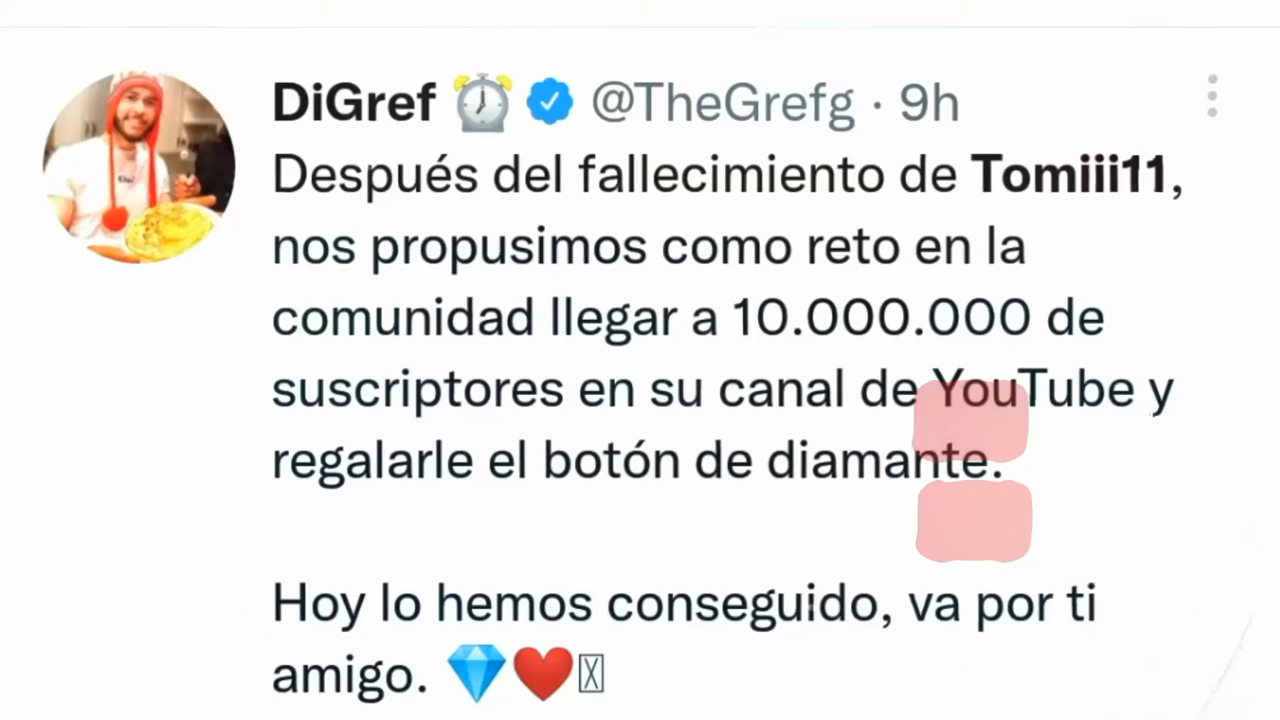 DiGref ⏰ @TheGrefg · 9h
Después del fallecimiento de Tomiii11,
nos propusimos como reto en la
comunidad llegar a 10.000.000 de
suscriptores en su canal de YouTube y
regalarle el botón de diamante.
Hoy lo hemos conseguido, va por ti
amigo. 💎❤️